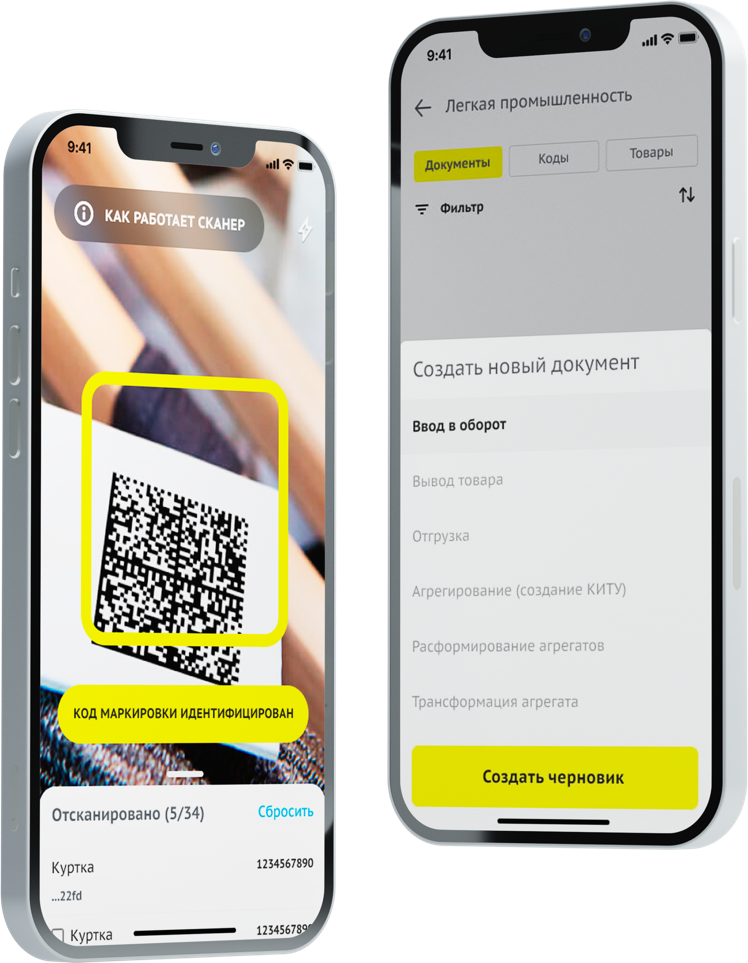 9:41
КАК РАБОТАЕТ СКАНЕР
КОД МАРКИРОВКИ ИДЕНТИФИЦИРОВАН
Отсканировано (5/34) Сбросить
Куртка 1234567890
...22fd
Куртка 123456789
9:41
Легкая промышленность
Документы Коды Товары
Фильтр
Создать новый документ
Ввод в оборот
Вывод товара
Отгрузка
Агрегирование (создание КИТУ)
Расформирование агрегатов
Трансформация агрегата
Создать черновик